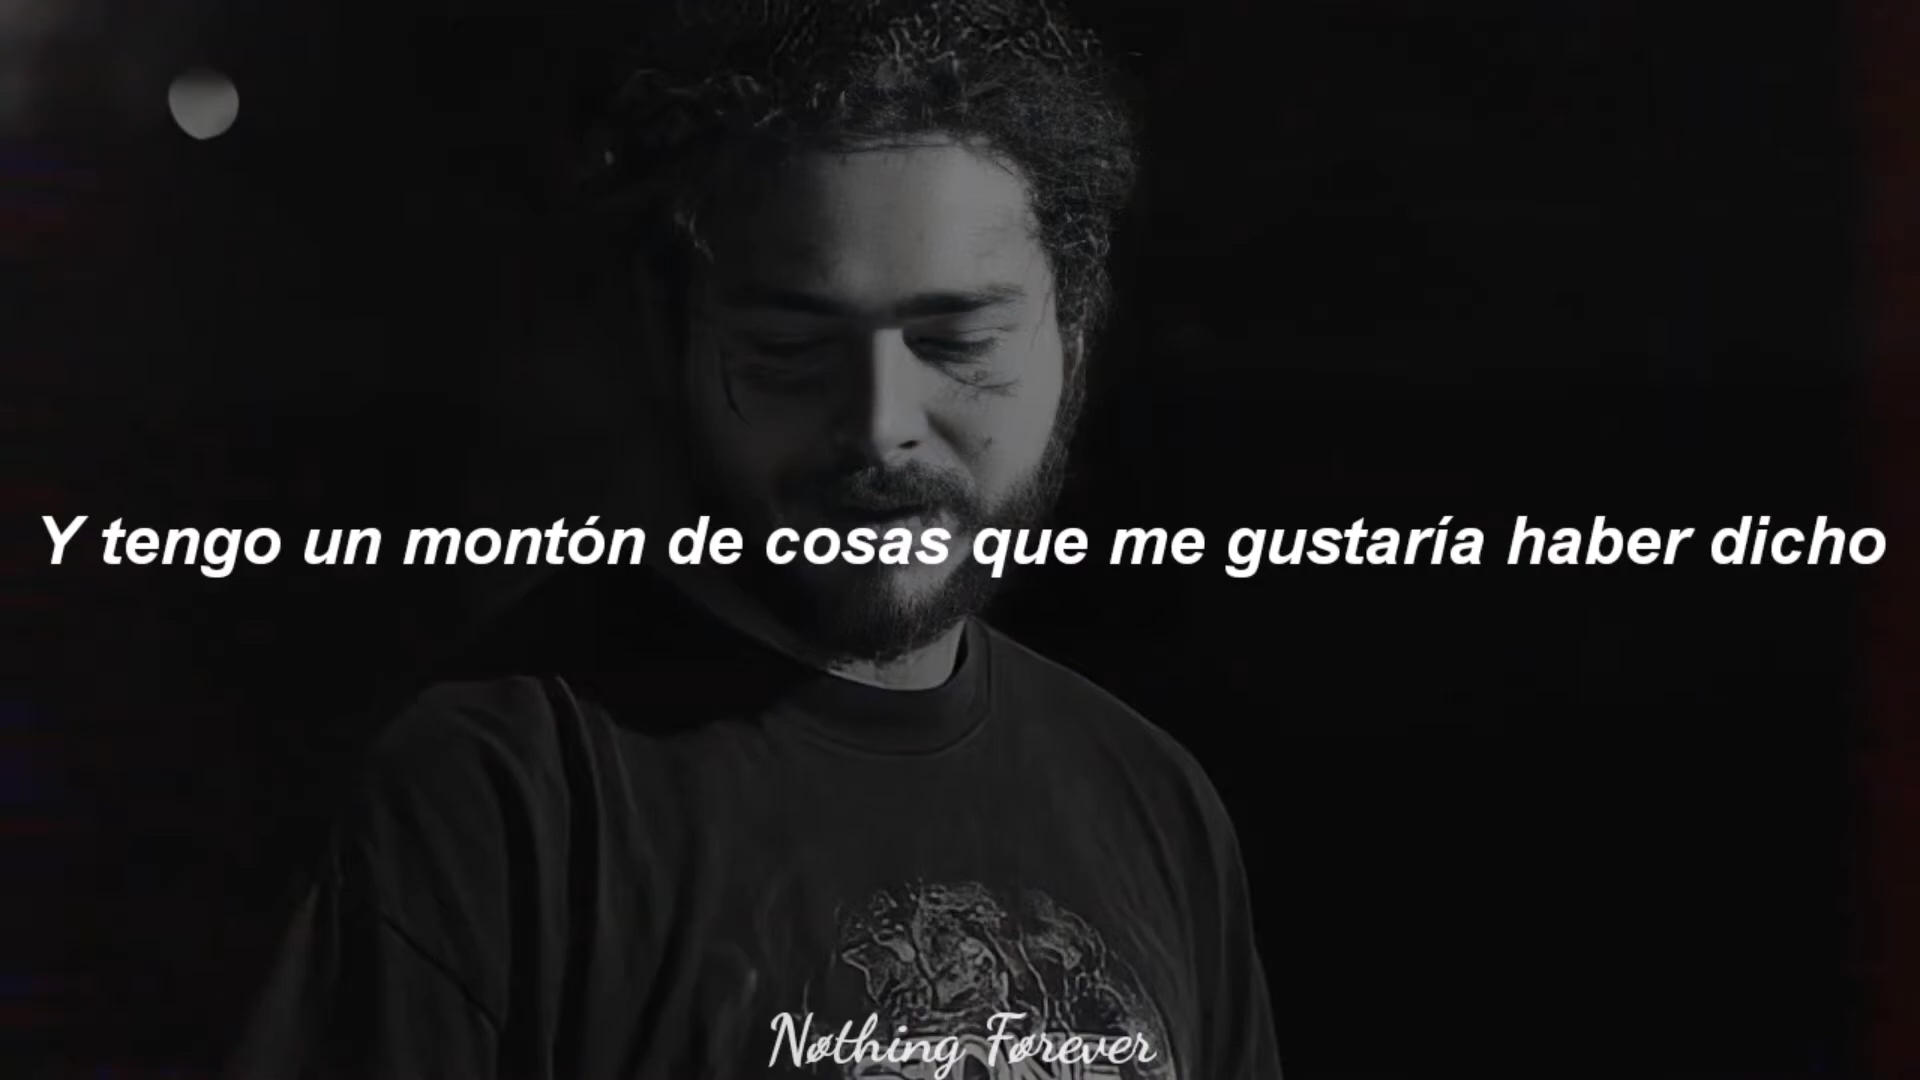 Y tengo un montón de cosas que me gustaría haber dicho
Nøthing Førever